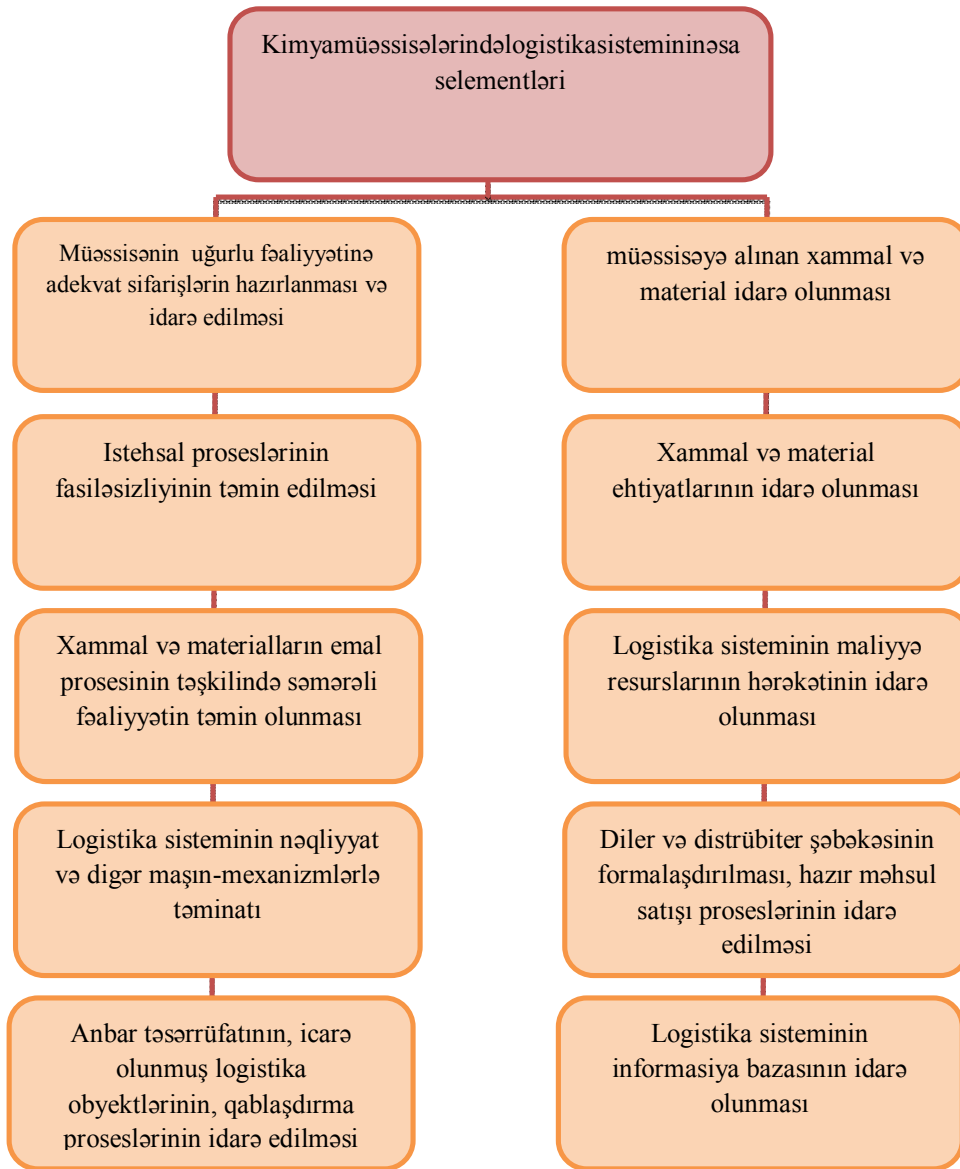 Kimyamüəssisələrindəlogistikasistemininəsa
selementləri
Müəssisənin uğurlu fəaliyyətinə
adekvat sifarişlərin hazırlanması və
idarə edilməsi
müəssisəyə alınan xammal və
material idarə olunması
Istehsal proseslərinin
fasiləsizliyinin təmin edilməsi
Xammal və material
ehtiyatlarının idarə olunması
Xammal və materialların emal
prosesinin təşkilində səmərəli
fəaliyyətin təmin olunması
Logistika sisteminin maliyyə
resurslarının hərəkətinin idarə
olunması
Logistika sisteminin nəqliyyat
və digər maşın-mexanizmlərlə
təminatı
Diler və distrübiter şəbəkəsinin
formalaşdırılması, hazır məhsul
satışı proseslərinin idarə
edilməsi
Anbar təsərrüfatının, icarə
olunmuş logistika
obyektlərinin, qablaşdırma
proseslərinin idarə edilməsi
Logistika sisteminin
informasiya bazasının idarə
olunması